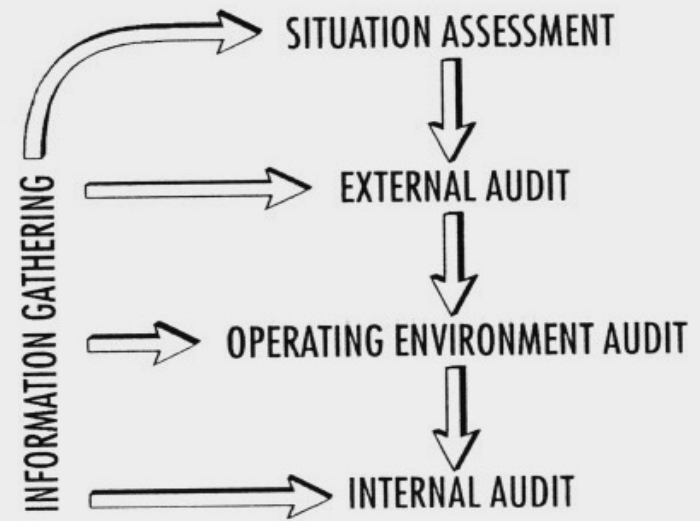 SITUATION ASSESSMENT
EXTERNAL AUDIT
OPERATING ENVIRONMENT AUDIT
INTERNAL AUDIT
INFORMATION GATHERING